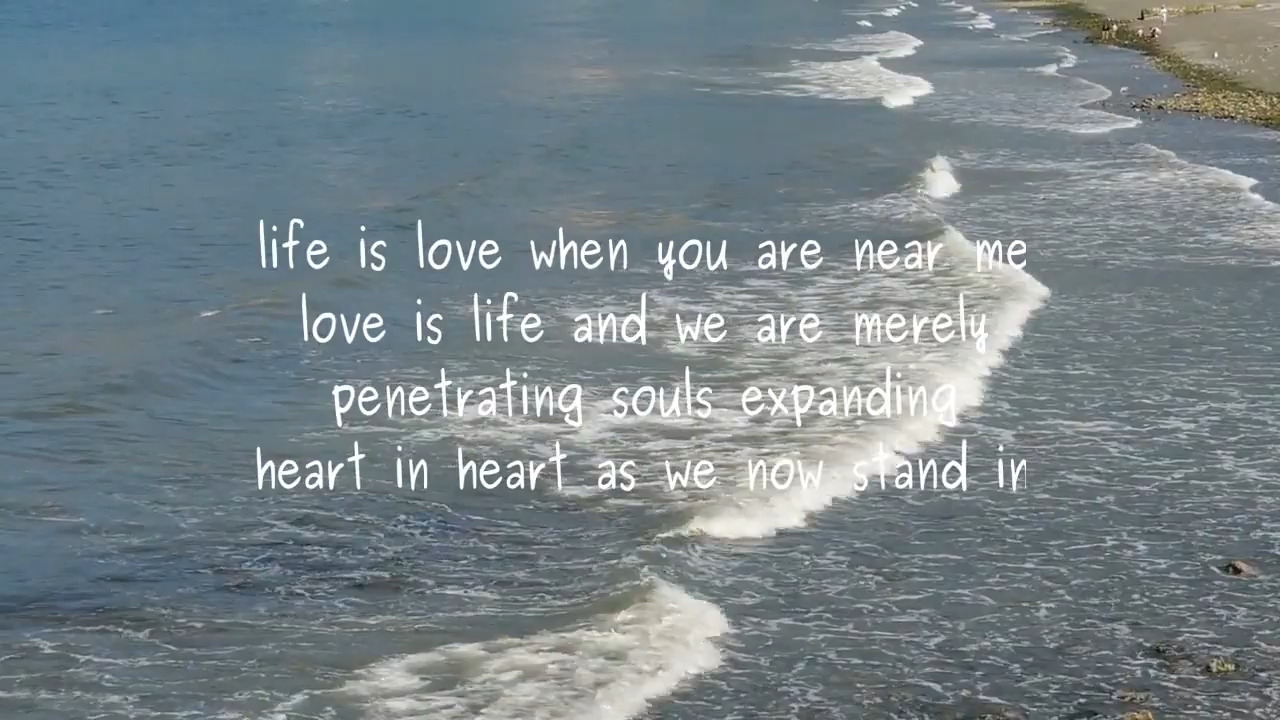 life is love when you are near me
love is life and we are merely
penetrating souls expanding
heart in heart as we now stand in